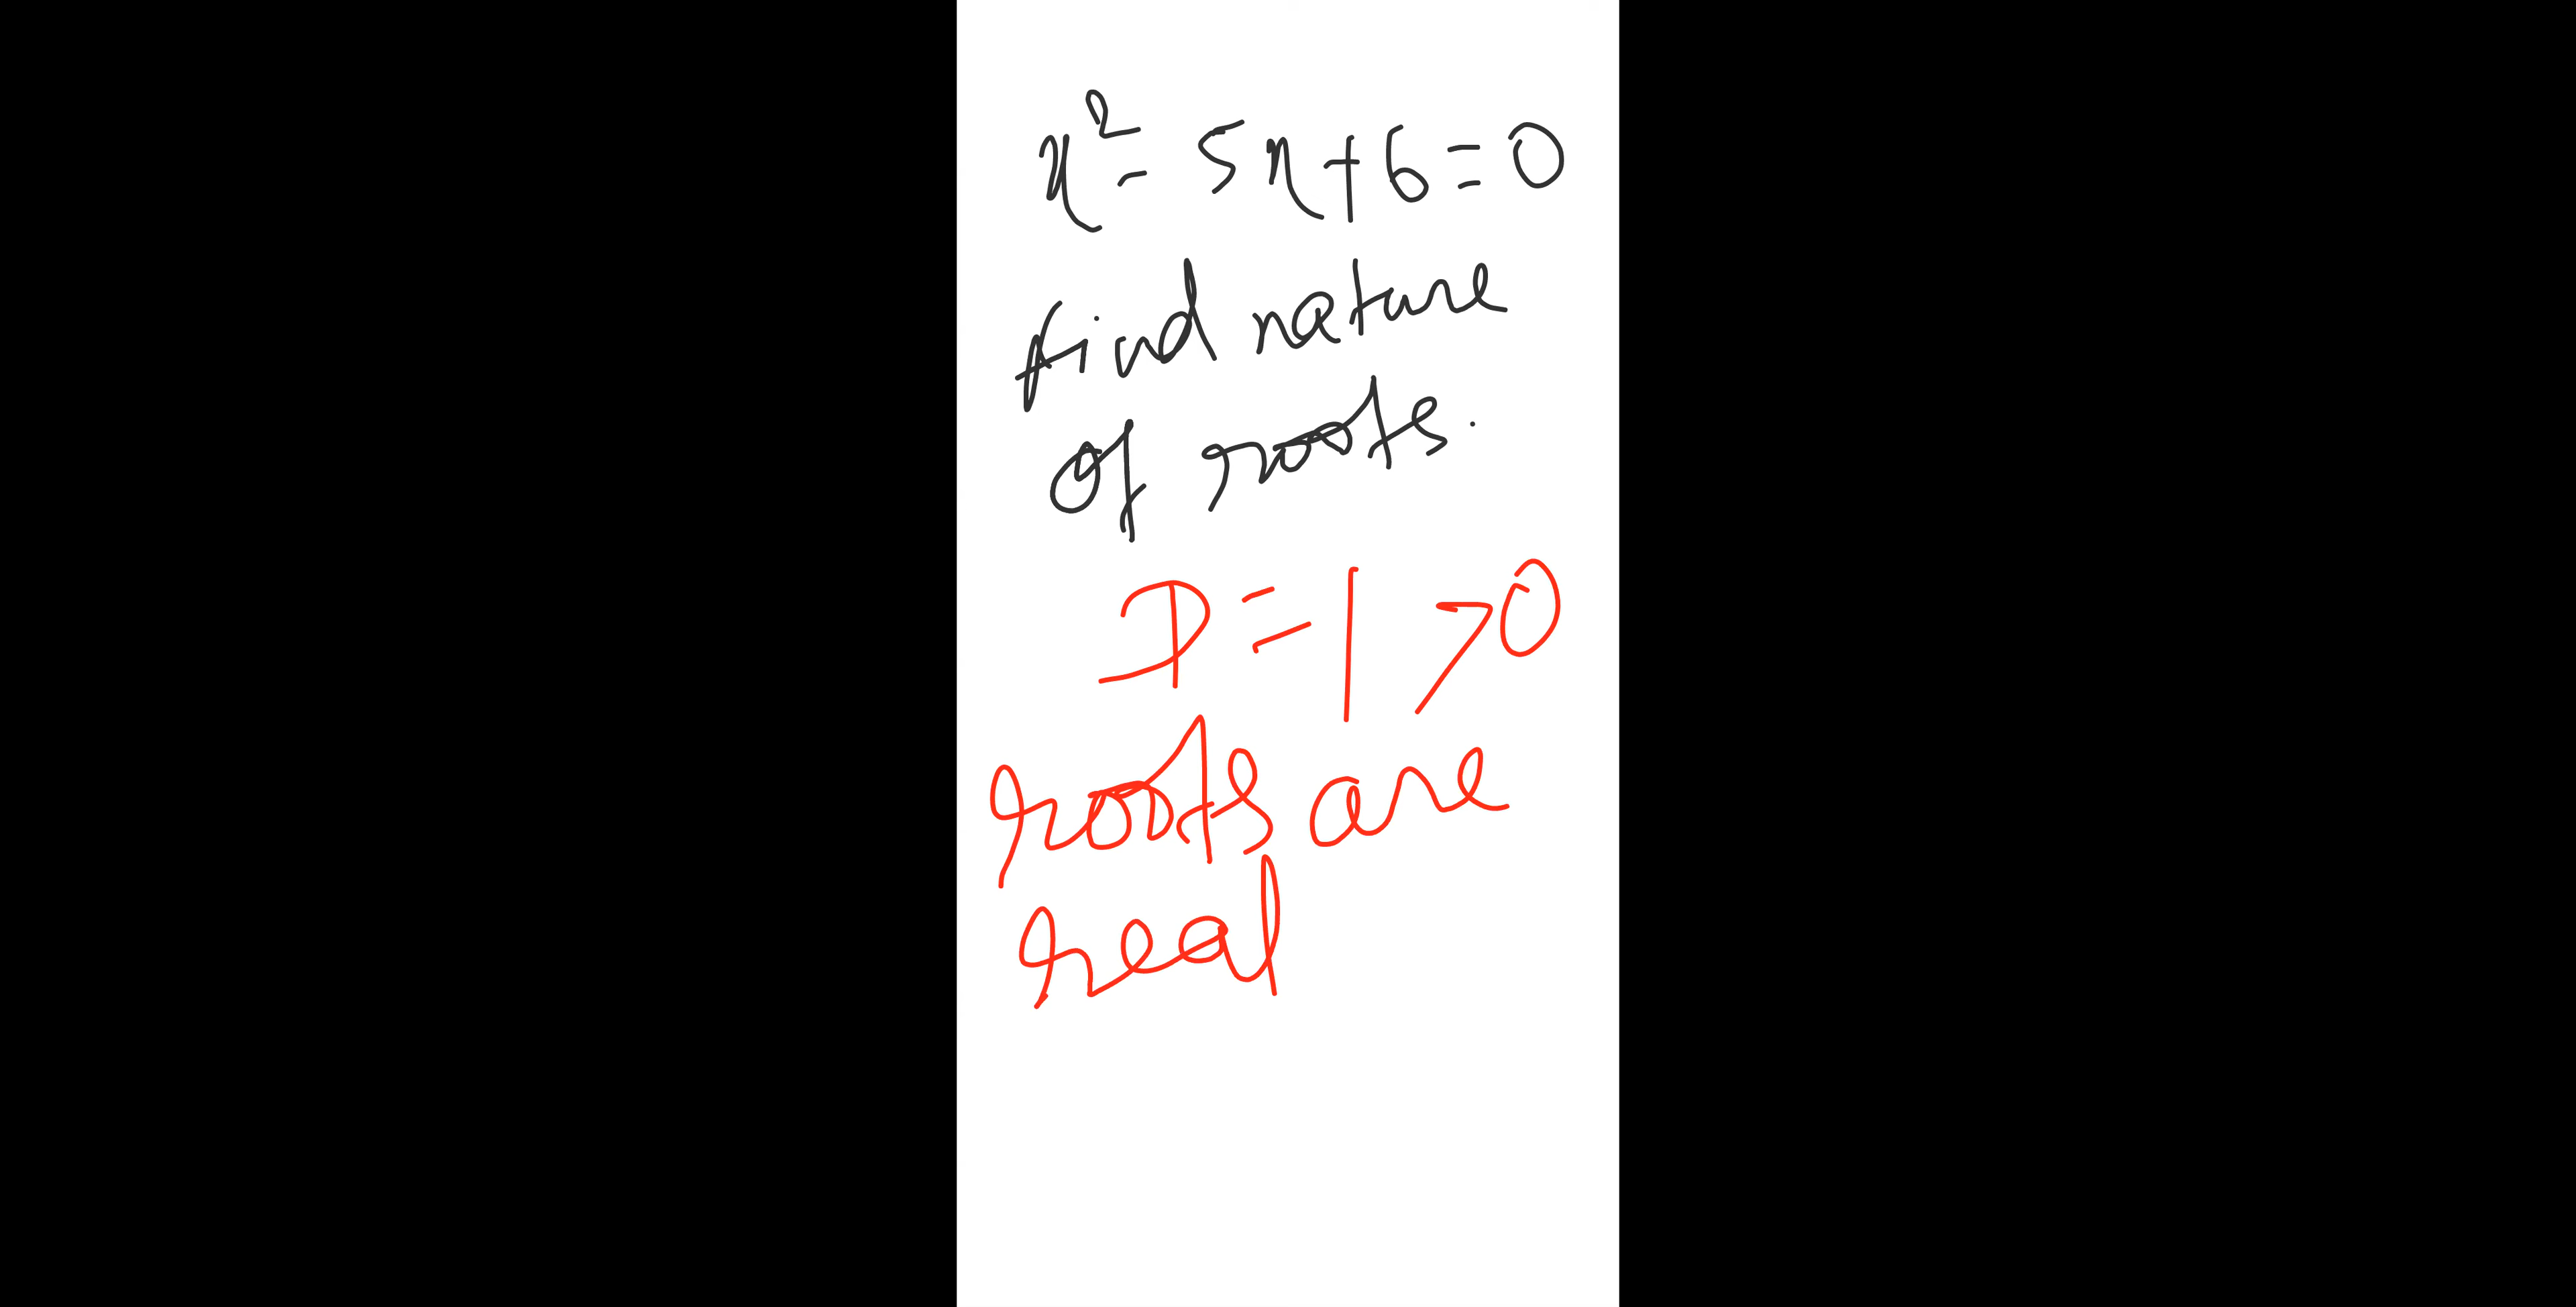 x² - 5x + 6 = 0
find nature
of roots.
D = 1 > 0
roots are
real